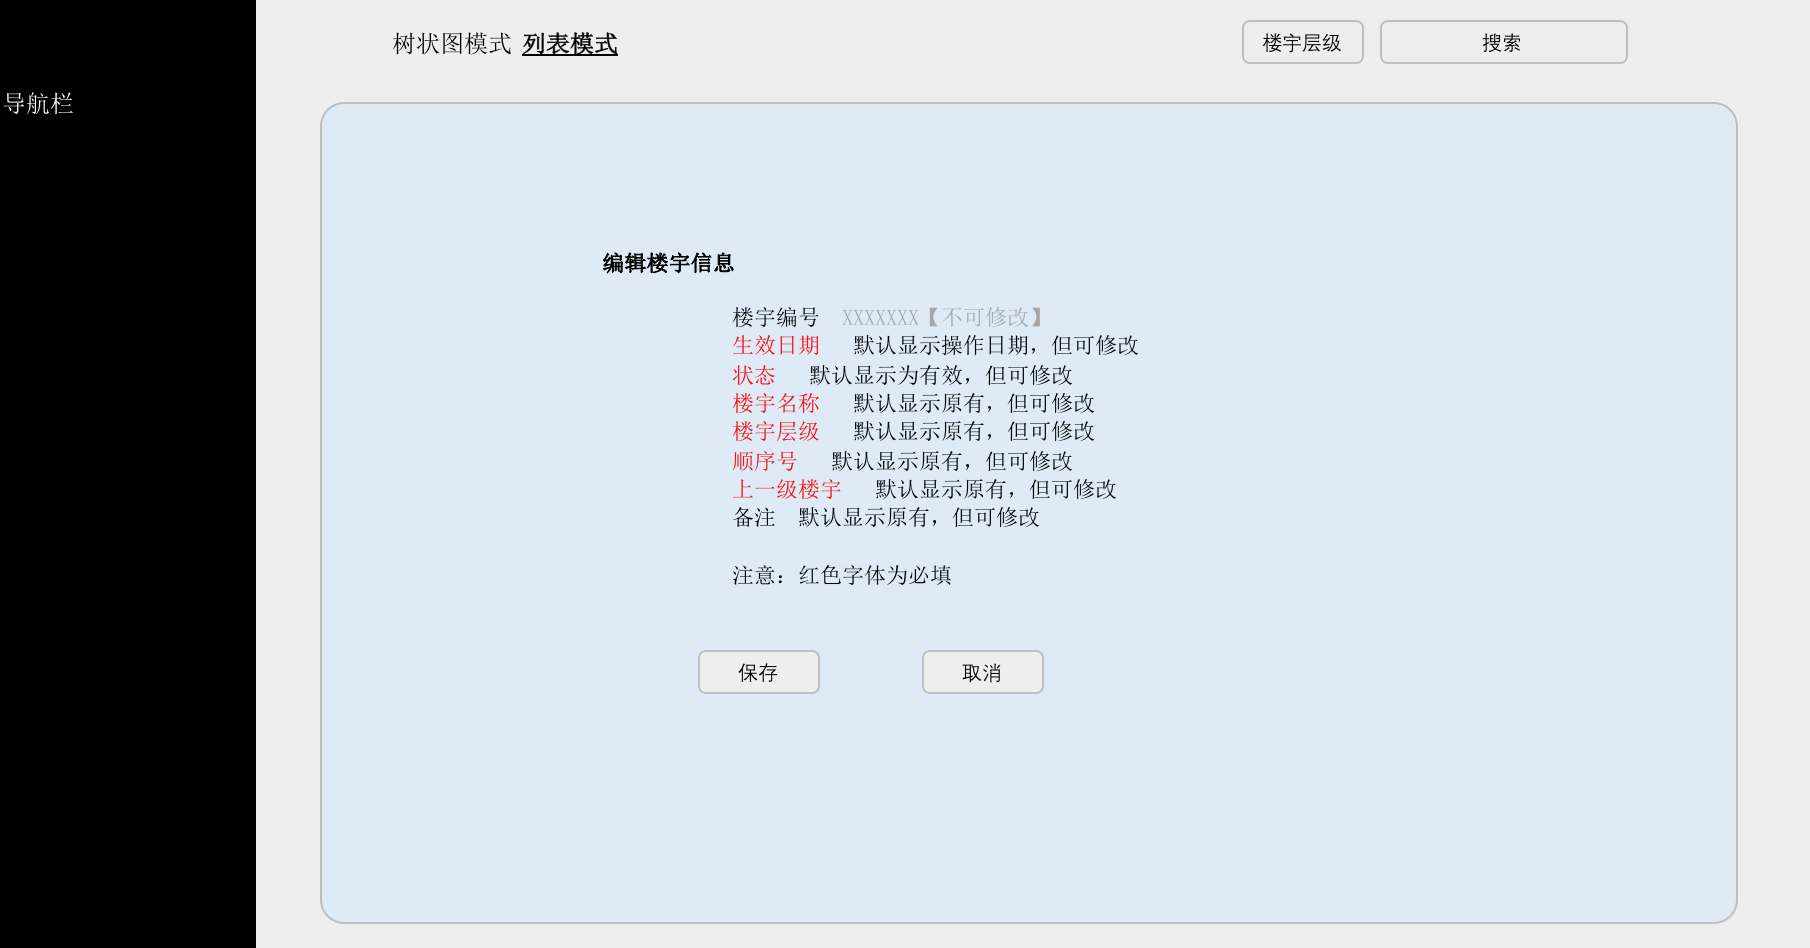 树状图模式 列表模式
楼宇层级
搜索
导航栏
编辑楼宇信息
楼宇编号 XXXXXXX【不可修改】
生效日期 默认显示操作日期，但可修改
状态 默认显示为有效，但可修改
楼宇名称 默认显示原有，但可修改
楼宇层级 默认显示原有，但可修改
顺序号 默认显示原有，但可修改
上一级楼宇 默认显示原有，但可修改
备注 默认显示原有，但可修改
注意：红色字体为必填
保存
取消